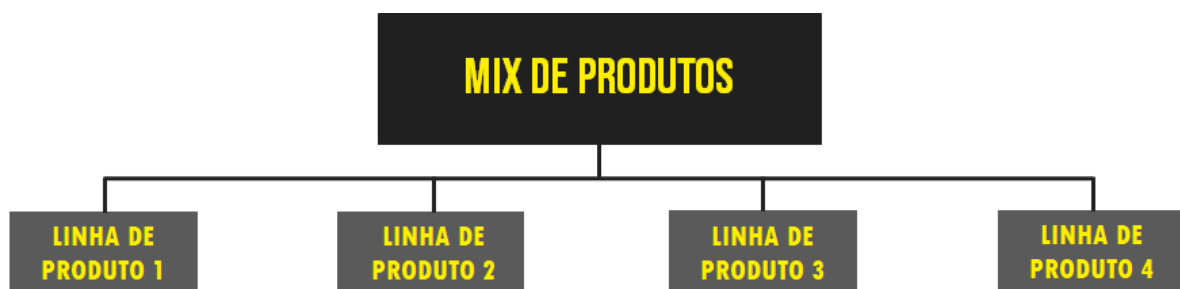 MIX DE PRODUTOS
LINHA DE
PRODUTO 1
LINHA DE
PRODUTO 2
LINHA DE
PRODUTO 3
LINHA DE
PRODUTO 4